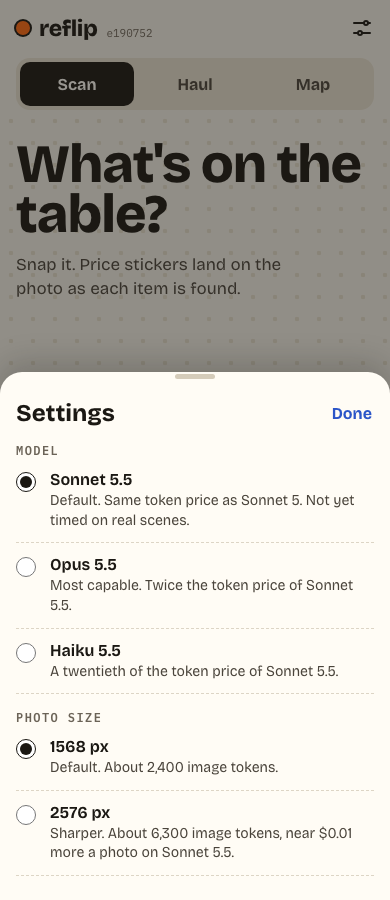 reflip e190752
Scan
Haul
Map
What's on the
table?
Snap it. Price stickers land on the
photo as each item is found.
Settings
Done
MODEL
Sonnet 5.5
Default. Same token price as Sonnet 5. Not yet
timed on real scenes.
Opus 5.5
Most capable. Twice the token price of Sonnet
5.5.
Haiku 5.5
A twentieth of the token price of Sonnet 5.5.
PHOTO SIZE
1568 px
Default. About 2,400 image tokens.
2576 px
Sharper. About 6,300 image tokens, near $0.01
more a photo on Sonnet 5.5.